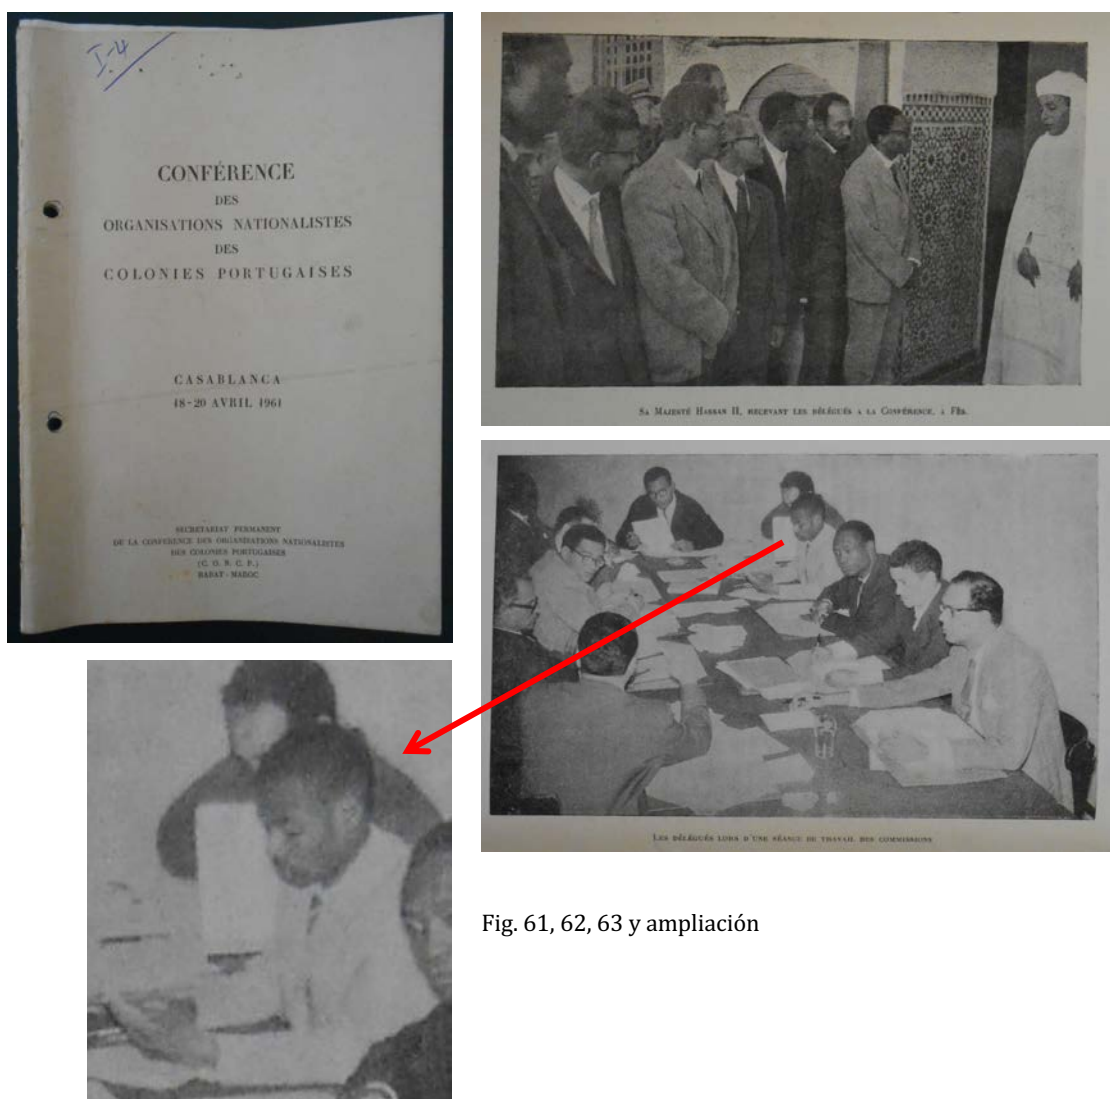 I-4
CONFÉRENCE
DES
ORGANISATIONS NATIONALISTES
DES
COLONIES PORTUGAISES
CASABLANCA
18-20 AVRIL 1961
SECRÉTARIAT PERMANENT
DE LA CONFÉRENCE DES ORGANISATIONS NATIONALISTES
DES COLONIES PORTUGAISES
(C. O. N. C. P.)
RABAT - MAROC
SA MAJESTÉ HASSAN II, RECEVANT LES DÉLÉGUÉS A LA CONFÉRENCE, A FÈS.
LES DÉLÉGUÉS LORS D'UNE SÉANCE DE TRAVAIL DES COMMISSIONS
Fig. 61, 62, 63 y ampliación